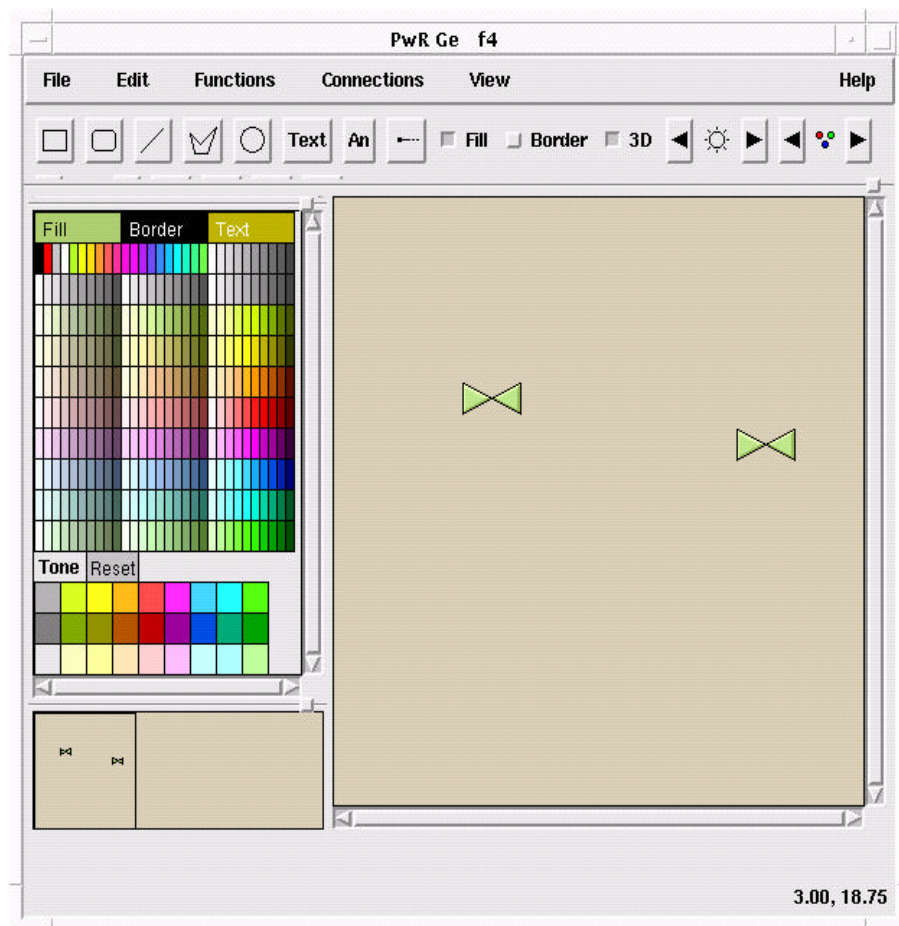 PwR Ge f4
File Edit Functions Connections View Help
Text An Fill Border 3D
Fill Border Text
Tone Reset
3.00, 18.75